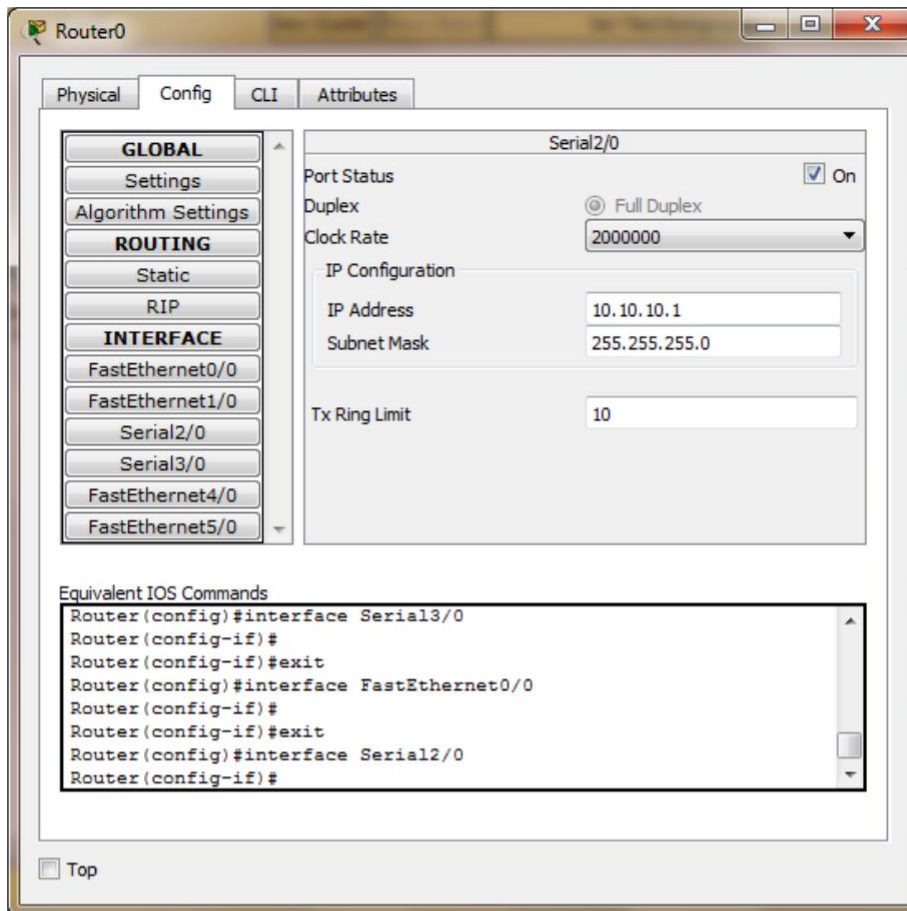 Router0
Physical Config CLI Attributes
GLOBAL
Settings
Algorithm Settings
ROUTING
Static
RIP
INTERFACE
FastEthernet0/0
FastEthernet1/0
Serial2/0
Serial3/0
FastEthernet4/0
FastEthernet5/0
Serial2/0
Port Status On
Duplex Full Duplex
Clock Rate 2000000
IP Configuration
IP Address 10.10.10.1
Subnet Mask 255.255.255.0
Tx Ring Limit 10
Equivalent IOS Commands
Router(config)#interface Serial3/0
Router(config-if)#
Router(config-if)#exit
Router(config)#interface FastEthernet0/0
Router(config-if)#
Router(config-if)#exit
Router(config)#interface Serial2/0
Router(config-if)#
Top